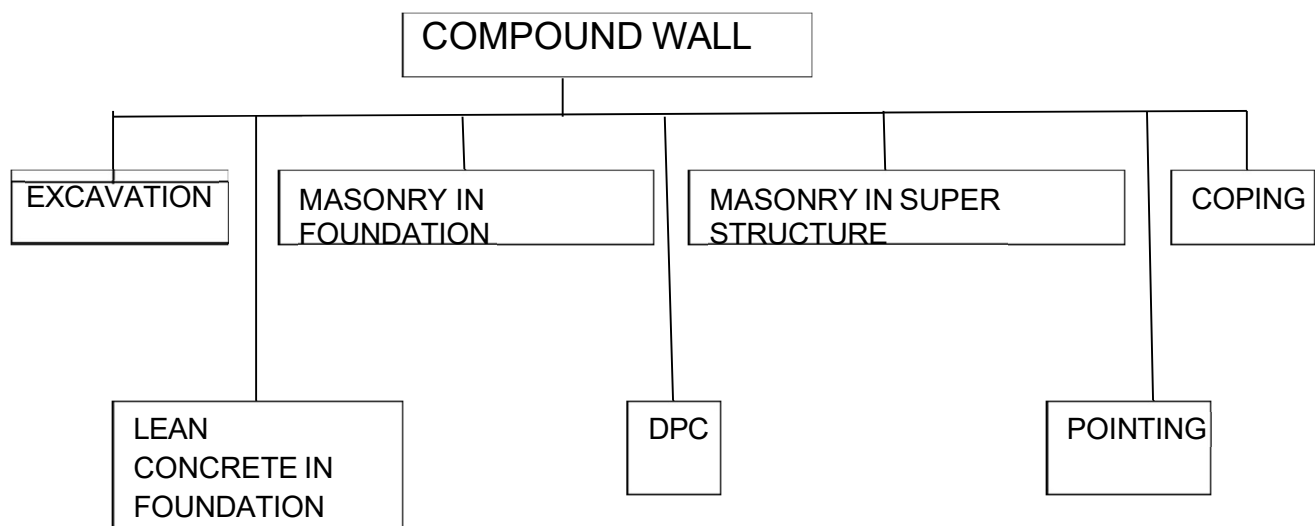 COMPOUND WALL
EXCAVATION
MASONRY IN
FOUNDATION
MASONRY IN SUPER
STRUCTURE
COPING
LEAN
CONCRETE IN
FOUNDATION
DPC
POINTING